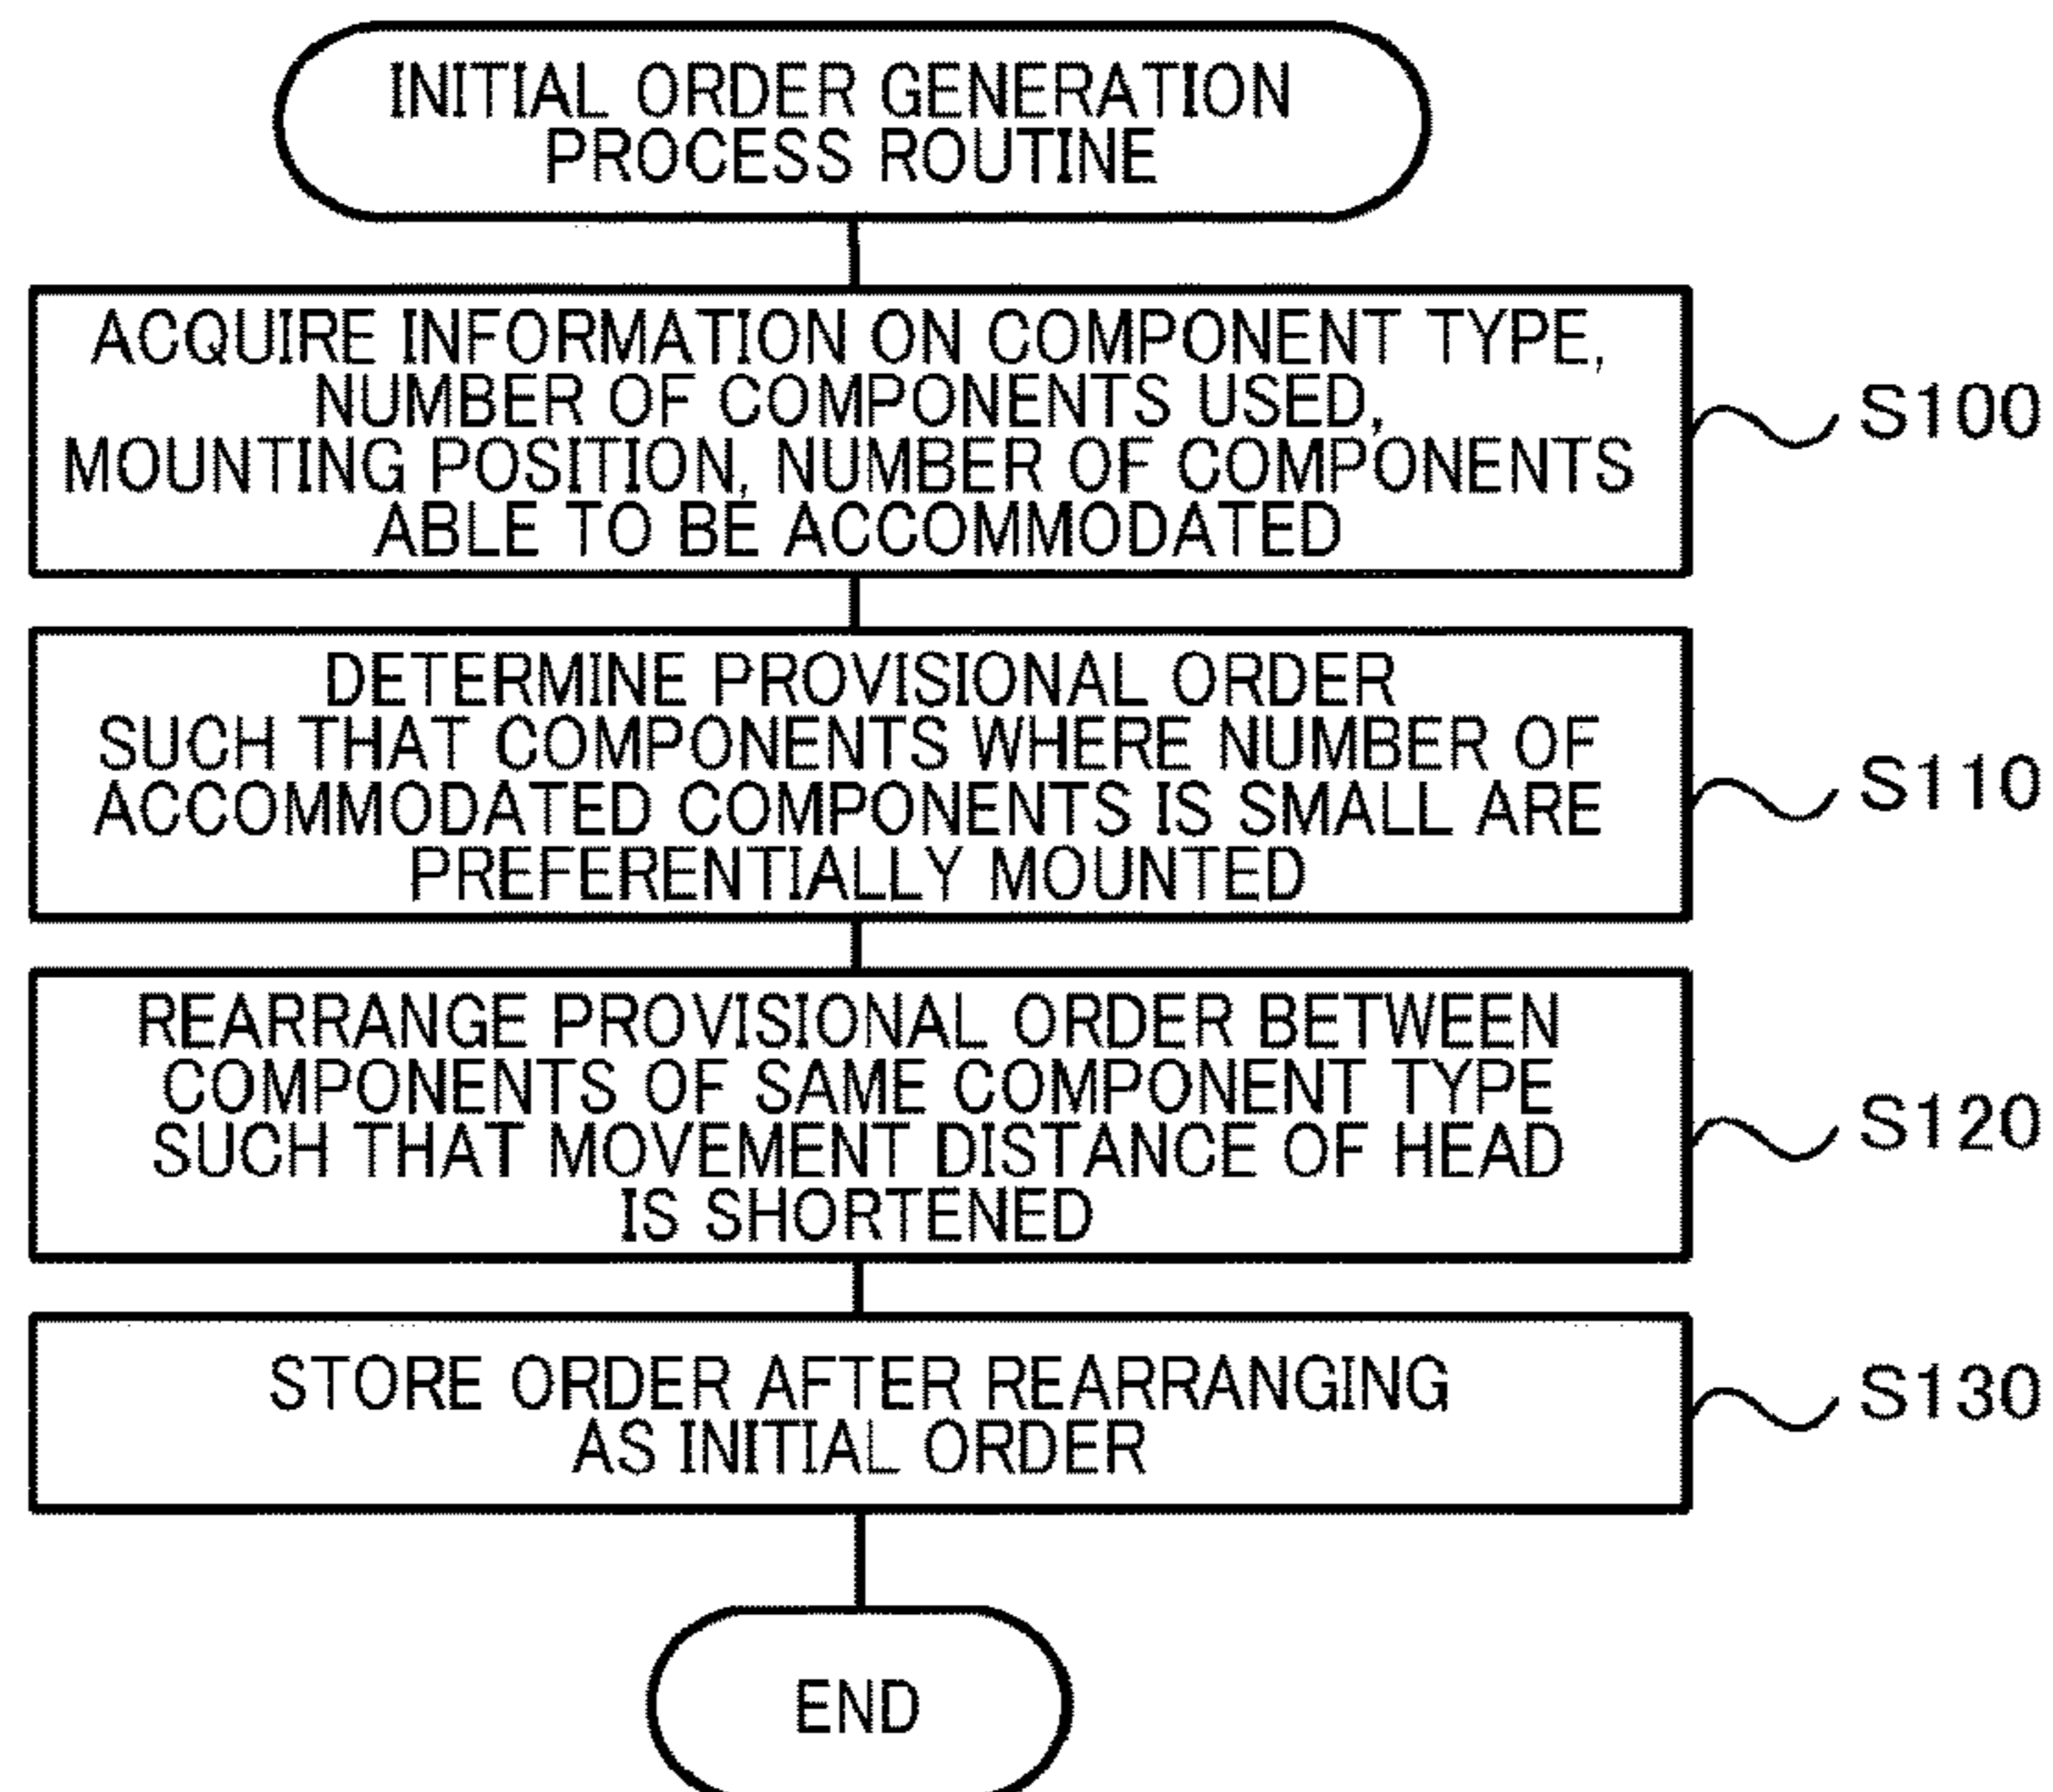 INITIAL ORDER GENERATION
PROCESS ROUTINE
ACQUIRE INFORMATION ON COMPONENT TYPE,
NUMBER OF COMPONENTS USED,
MOUNTING POSITION, NUMBER OF COMPONENTS
ABLE TO BE ACCOMMODATED
S100
DETERMINE PROVISIONAL ORDER
SUCH THAT COMPONENTS WHERE NUMBER OF
ACCOMMODATED COMPONENTS IS SMALL ARE
PREFERENTIALLY MOUNTED
S110
REARRANGE PROVISIONAL ORDER BETWEEN
COMPONENTS OF SAME COMPONENT TYPE
SUCH THAT MOVEMENT DISTANCE OF HEAD
IS SHORTENED
S120
STORE ORDER AFTER REARRANGING
AS INITIAL ORDER
S130
END